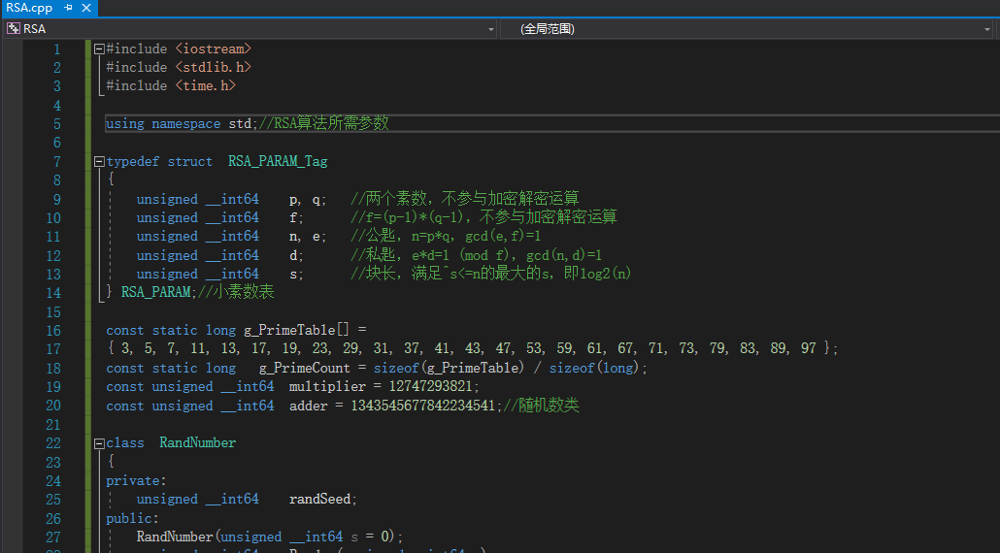 RSA.cpp
RSA (全局范围)
1 #include <iostream>
2 #include <stdlib.h>
3 #include <time.h>
4
5 using namespace std;//RSA算法所需参数
6
7 typedef struct RSA_PARAM_Tag
8 {
9 unsigned __int64 p, q; //两个素数，不参与加密解密运算
10 unsigned __int64 f; //f=(p-1)*(q-1)，不参与加密解密运算
11 unsigned __int64 n, e; //公匙，n=p*q，gcd(e,f)=1
12 unsigned __int64 d; //私匙，e*d=1 (mod f)，gcd(n,d)=1
13 unsigned __int64 s; //块长，满足^s<=n的最大的s，即log2(n)
14 } RSA_PARAM;//小素数表
15
16 const static long g_PrimeTable[] =
17 { 3, 5, 7, 11, 13, 17, 19, 23, 29, 31, 37, 41, 43, 47, 53, 59, 61, 67, 71, 73, 79, 83, 89, 97 };
18 const static long g_PrimeCount = sizeof(g_PrimeTable) / sizeof(long);
19 const unsigned __int64 multiplier = 12747293821;
20 const unsigned __int64 adder = 1343545677842234541;//随机数类
21
22 class RandNumber
23 {
24 private:
25 unsigned __int64 randSeed;
26 public:
27 RandNumber(unsigned __int64 s = 0);